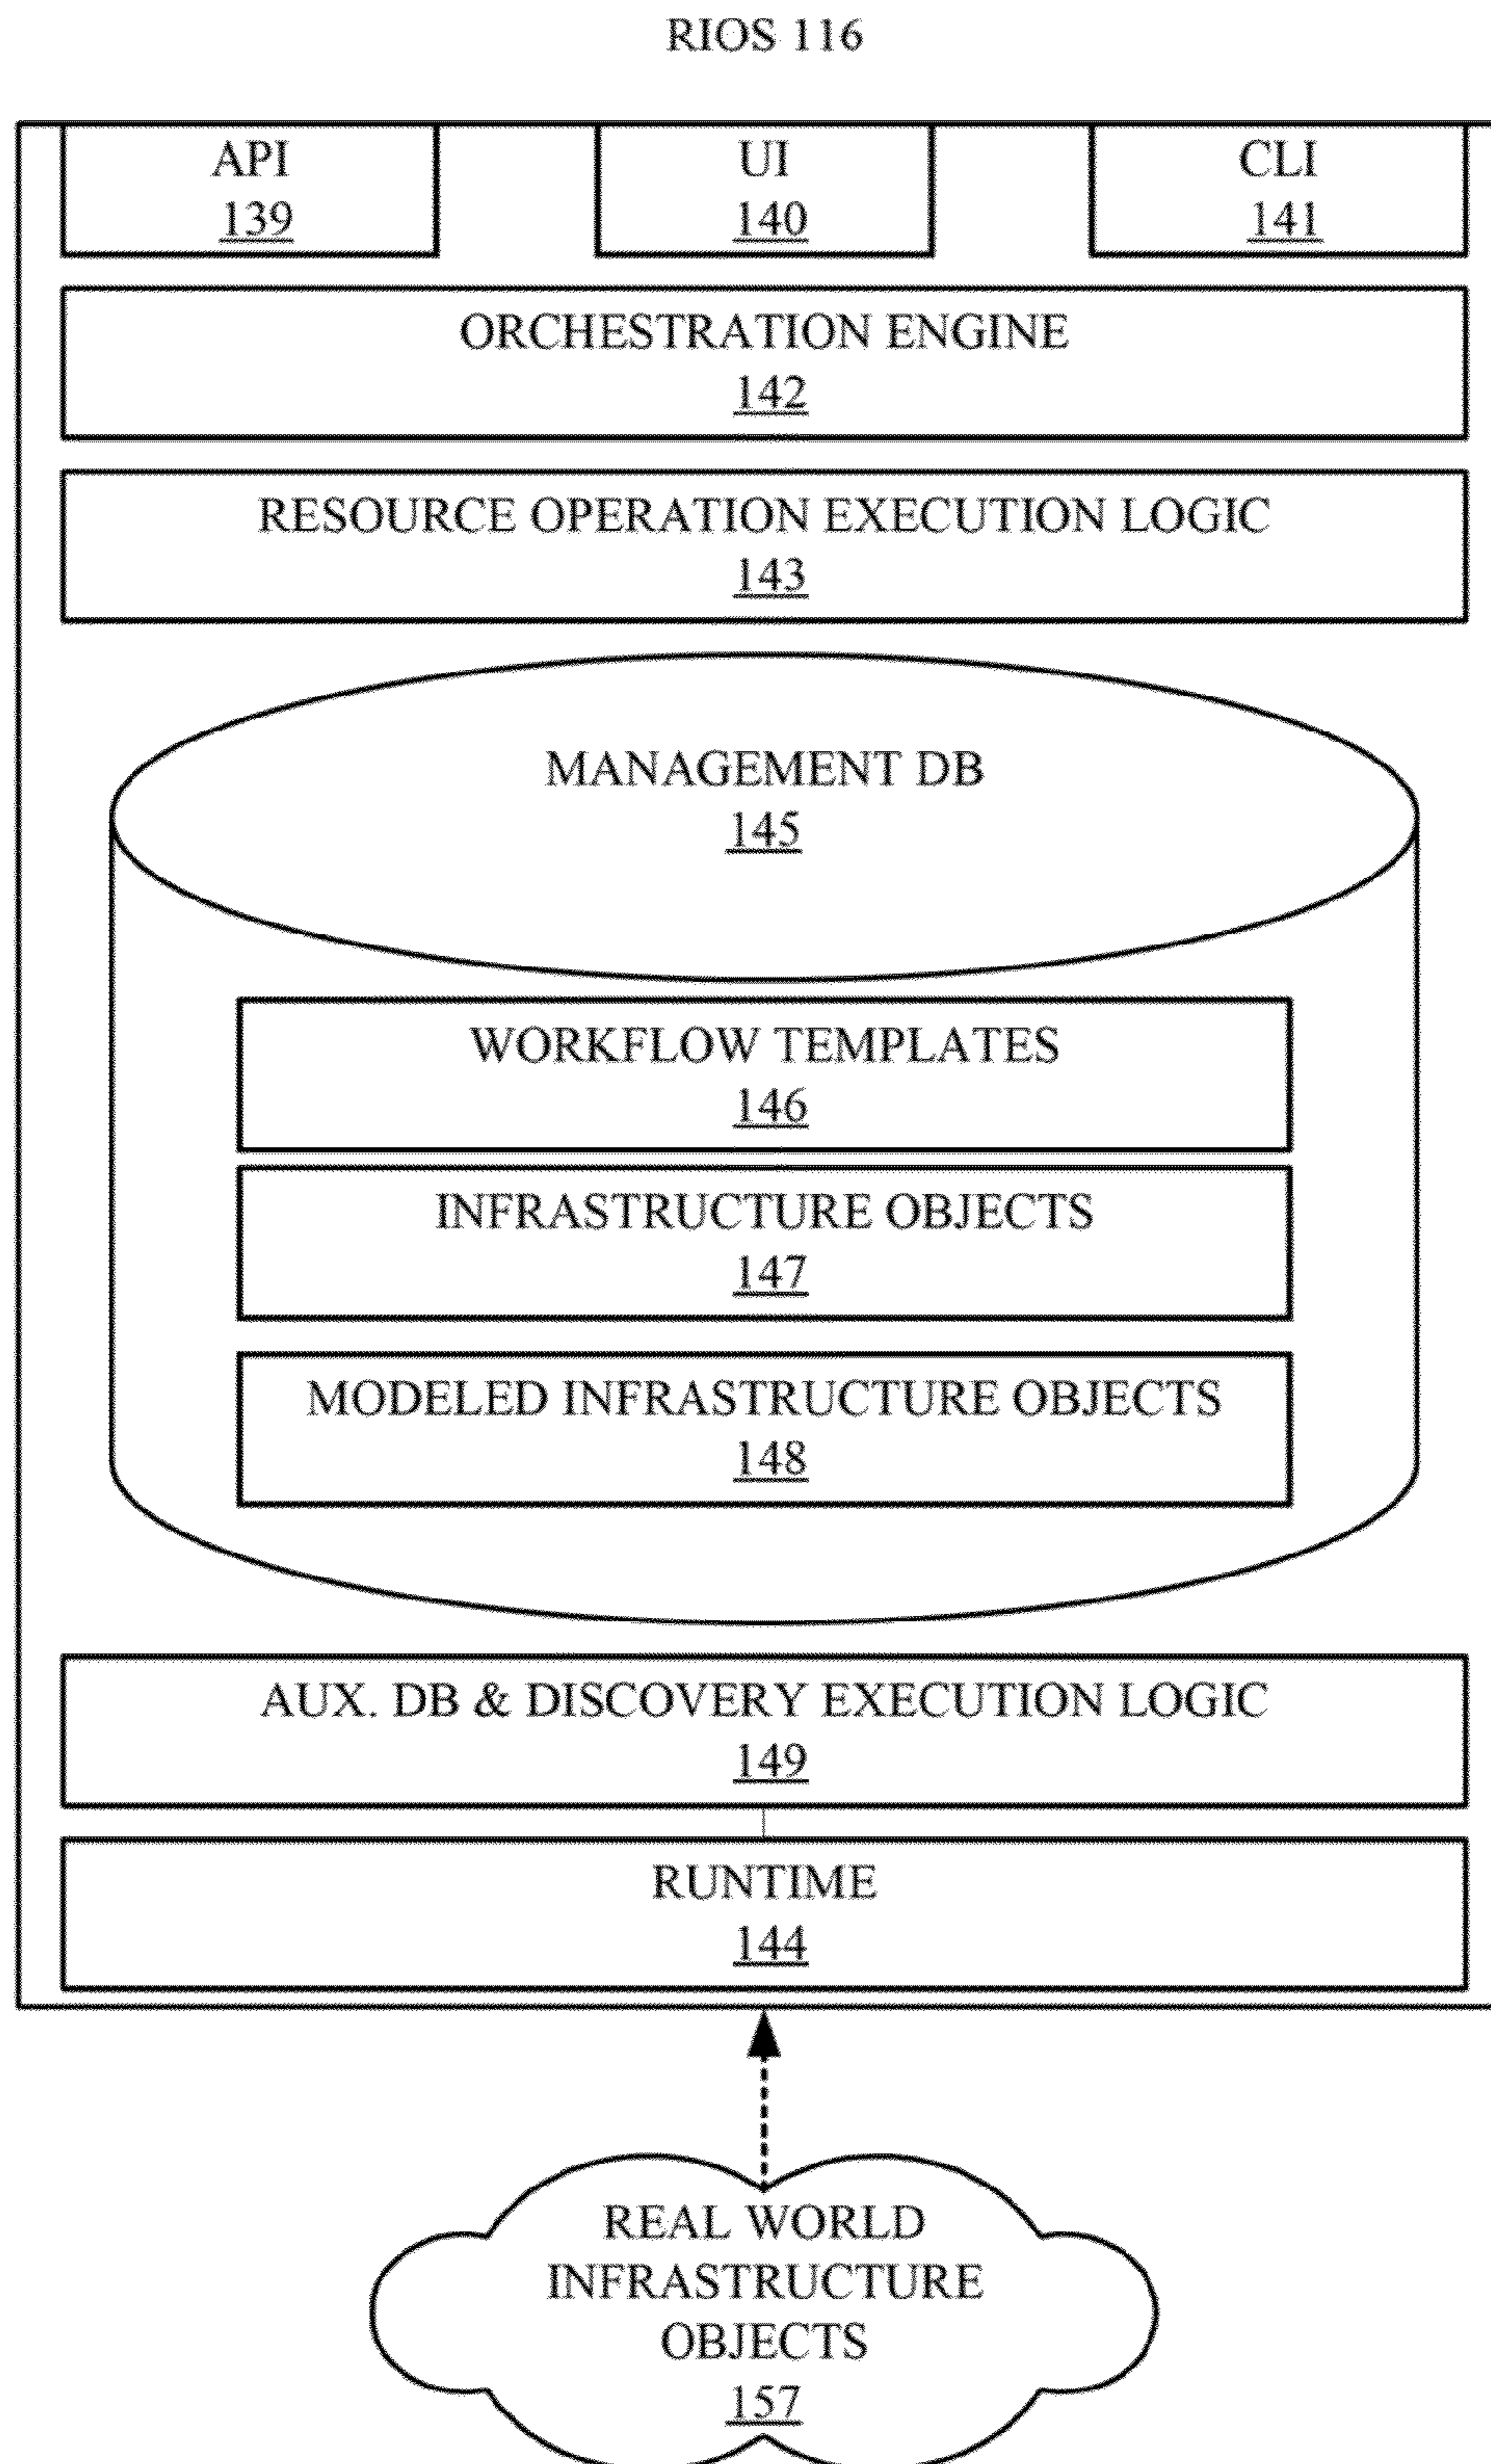 RIOS 116
API
139
UI
140
CLI
141
ORCHESTRATION ENGINE
142
RESOURCE OPERATION EXECUTION LOGIC
143
MANAGEMENT DB
145
WORKFLOW TEMPLATES
146
INFRASTRUCTURE OBJECTS
147
MODELED INFRASTRUCTURE OBJECTS
148
AUX. DB & DISCOVERY EXECUTION LOGIC
149
RUNTIME
144
REAL WORLD
INFRASTRUCTURE
OBJECTS
157